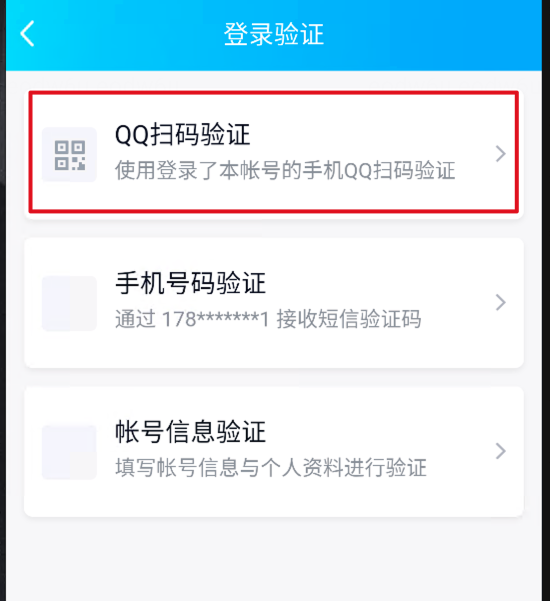 登录验证
QQ扫码验证
使用登录了本帐号的手机QQ扫码验证
手机号码验证
通过 178*******1 接收短信验证码
帐号信息验证
填写帐号信息与个人资料进行验证